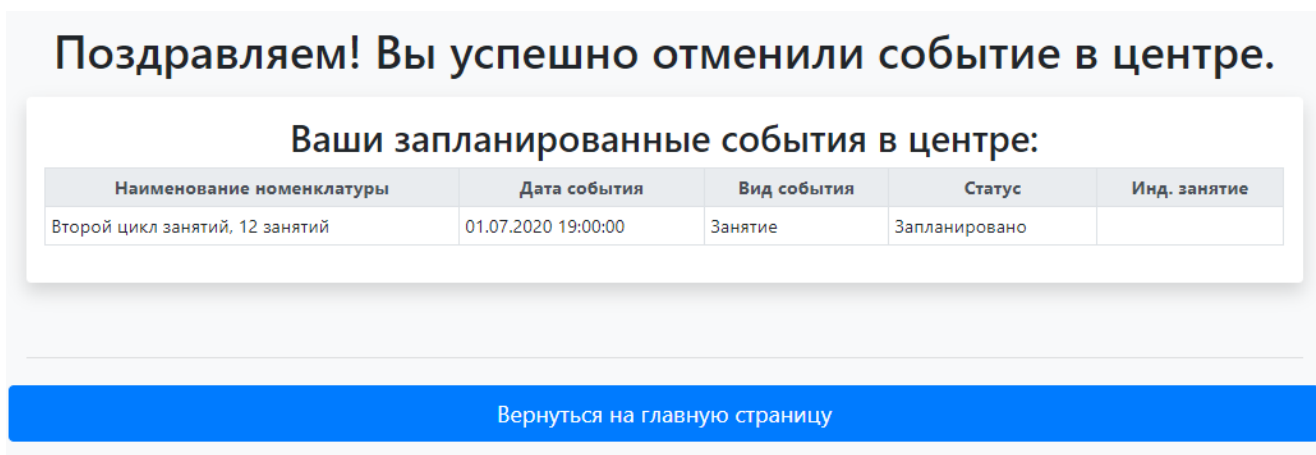 Поздравляем! Вы успешно отменили событие в центре.
Ваши запланированные события в центре:
Наименование номенклатуры Дата события Вид события Статус Инд. занятие
Второй цикл занятий, 12 занятий 01.07.2020 19:00:00 Занятие Запланировано
Вернуться на главную страницу